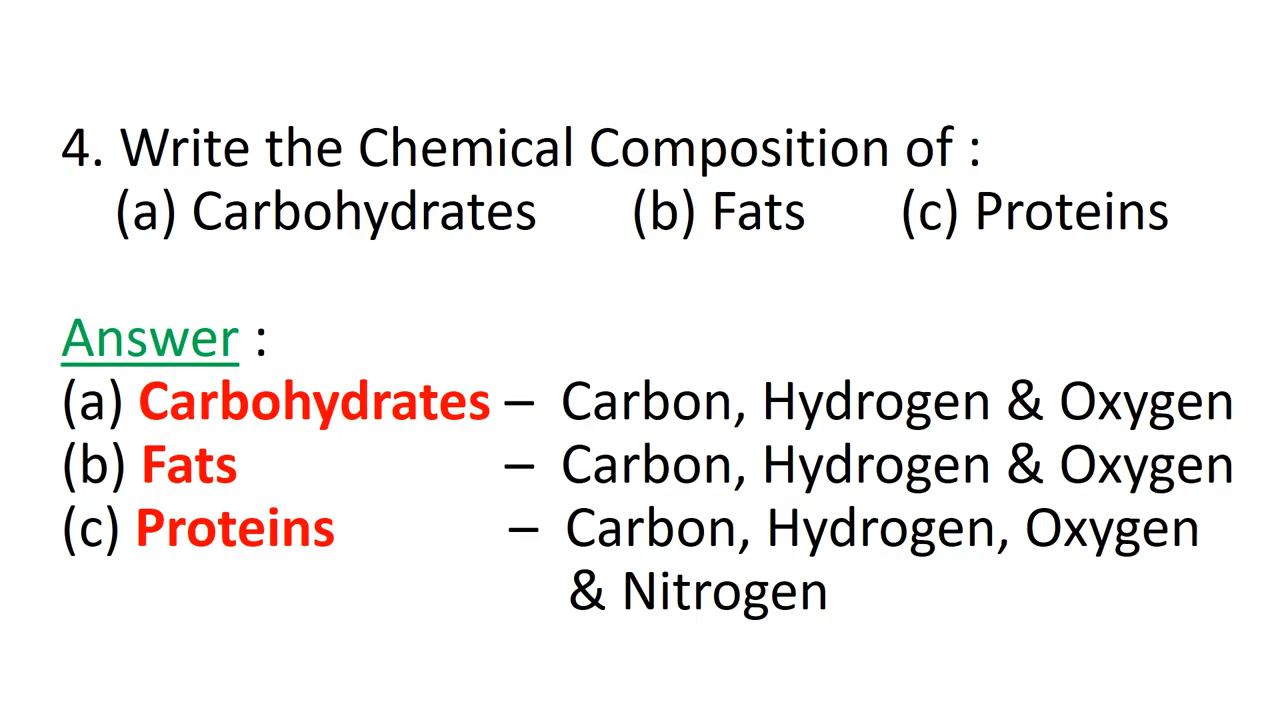 4. Write the Chemical Composition of :
(a) Carbohydrates (b) Fats (c) Proteins
Answer :
(a) Carbohydrates – Carbon, Hydrogen & Oxygen
(b) Fats – Carbon, Hydrogen & Oxygen
(c) Proteins – Carbon, Hydrogen, Oxygen
& Nitrogen